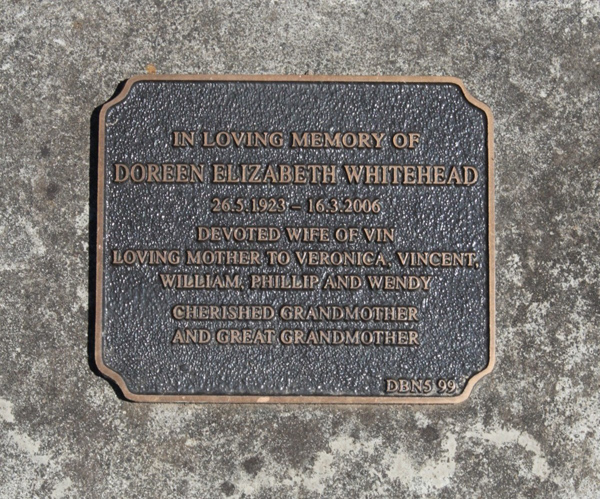 IN LOVING MEMORY OF
DOREEN ELIZABETH WHITEHEAD
26.5.1923 – 16.3.2006
DEVOTED WIFE OF VIN
LOVING MOTHER TO VERONICA, VINCENT,
WILLIAM, PHILLIP AND WENDY
CHERISHED GRANDMOTHER
AND GREAT GRANDMOTHER
DBN5 99